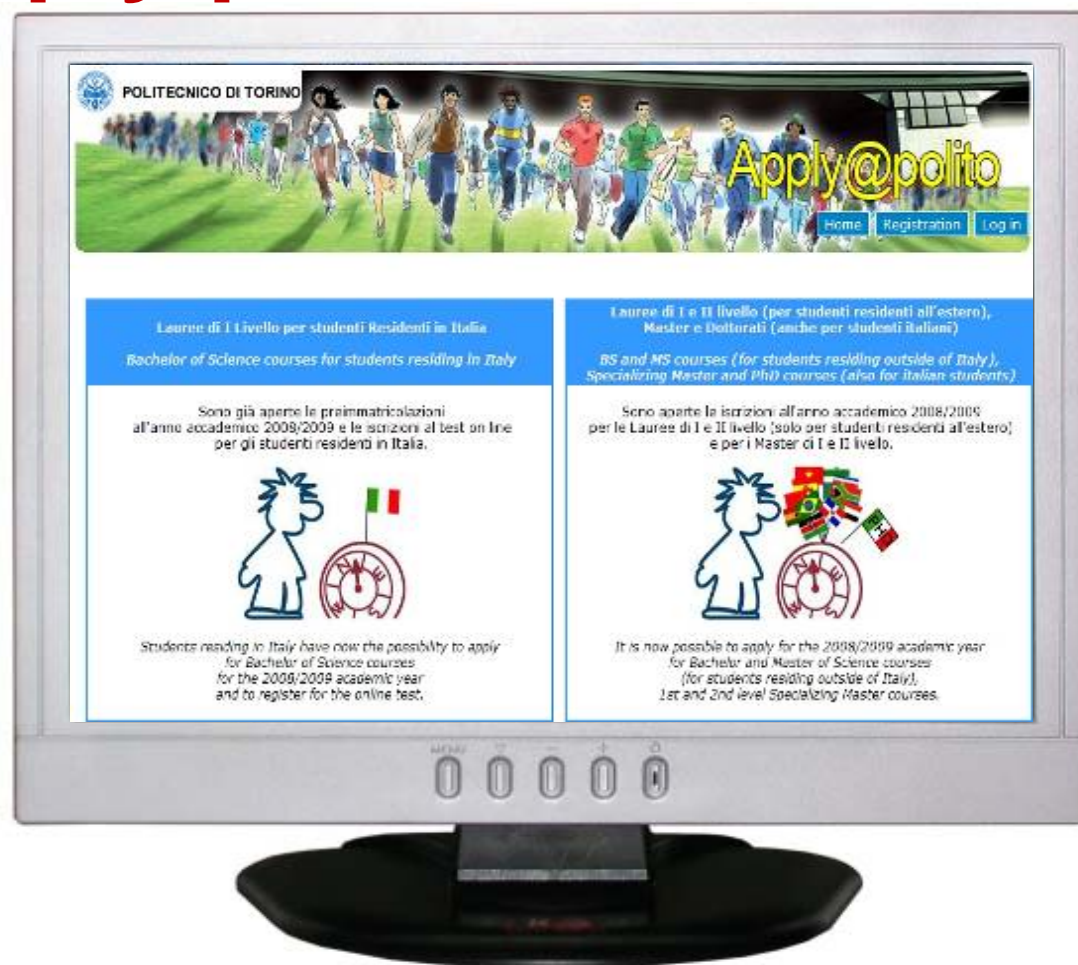 POLITECNICO DI TORINO
Apply@polito
Home Registration Log in
Lauree di I Livello per studenti Residenti in Italia
Bachelor of Science courses for students residing in Italy
Sono già aperte le preimmatricolazioni
all'anno accademico 2008/2009 e le iscrizioni al test on line
per gli studenti residenti in Italia.
Students residing in Italy have now the possibility to apply
for Bachelor of Science courses
for the 2008/2009 academic year
and to register for the online test.
Lauree di I e II livello (per studenti residenti all'estero),
Master e Dottorati (anche per studenti italiani)
BS and MS courses (for students residing outside of Italy),
Specializing Master and PhD courses (also for italian students)
Sono aperte le iscrizioni all'anno accademico 2008/2009
per le Lauree di I e II livello (solo per studenti residenti all'estero)
e per i Master di I e II livello.
It is now possible to apply for the 2008/2009 academic year
for Bachelor and Master of Science courses
(for students residing outside of Italy),
1st and 2nd level Specializing Master courses.
MENU